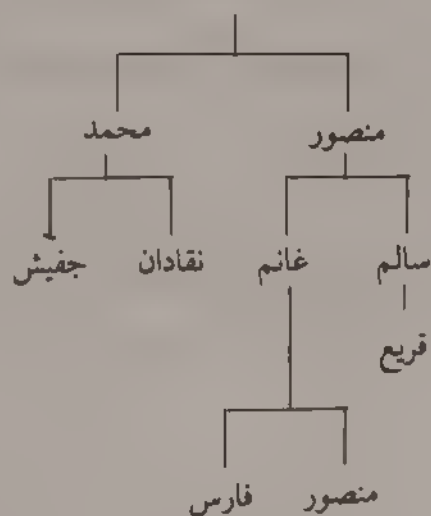 منصور محمد
سالم غانم نقادان جفيش
فريع
منصور فارس